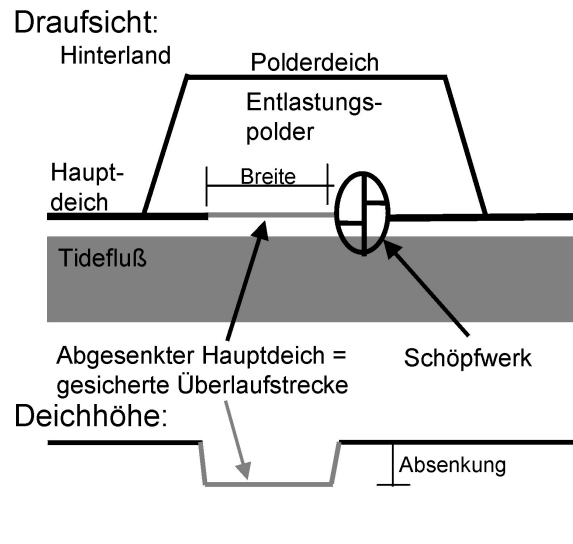 Draufsicht:
Hinterland
Polderdeich
Entlastungs-
polder
Haupt-
deich
Breite
Tidefluß
Abgesenkter Hauptdeich =
gesicherte Überlaufstrecke
Schöpfwerk
Deichhöhe:
Absenkung